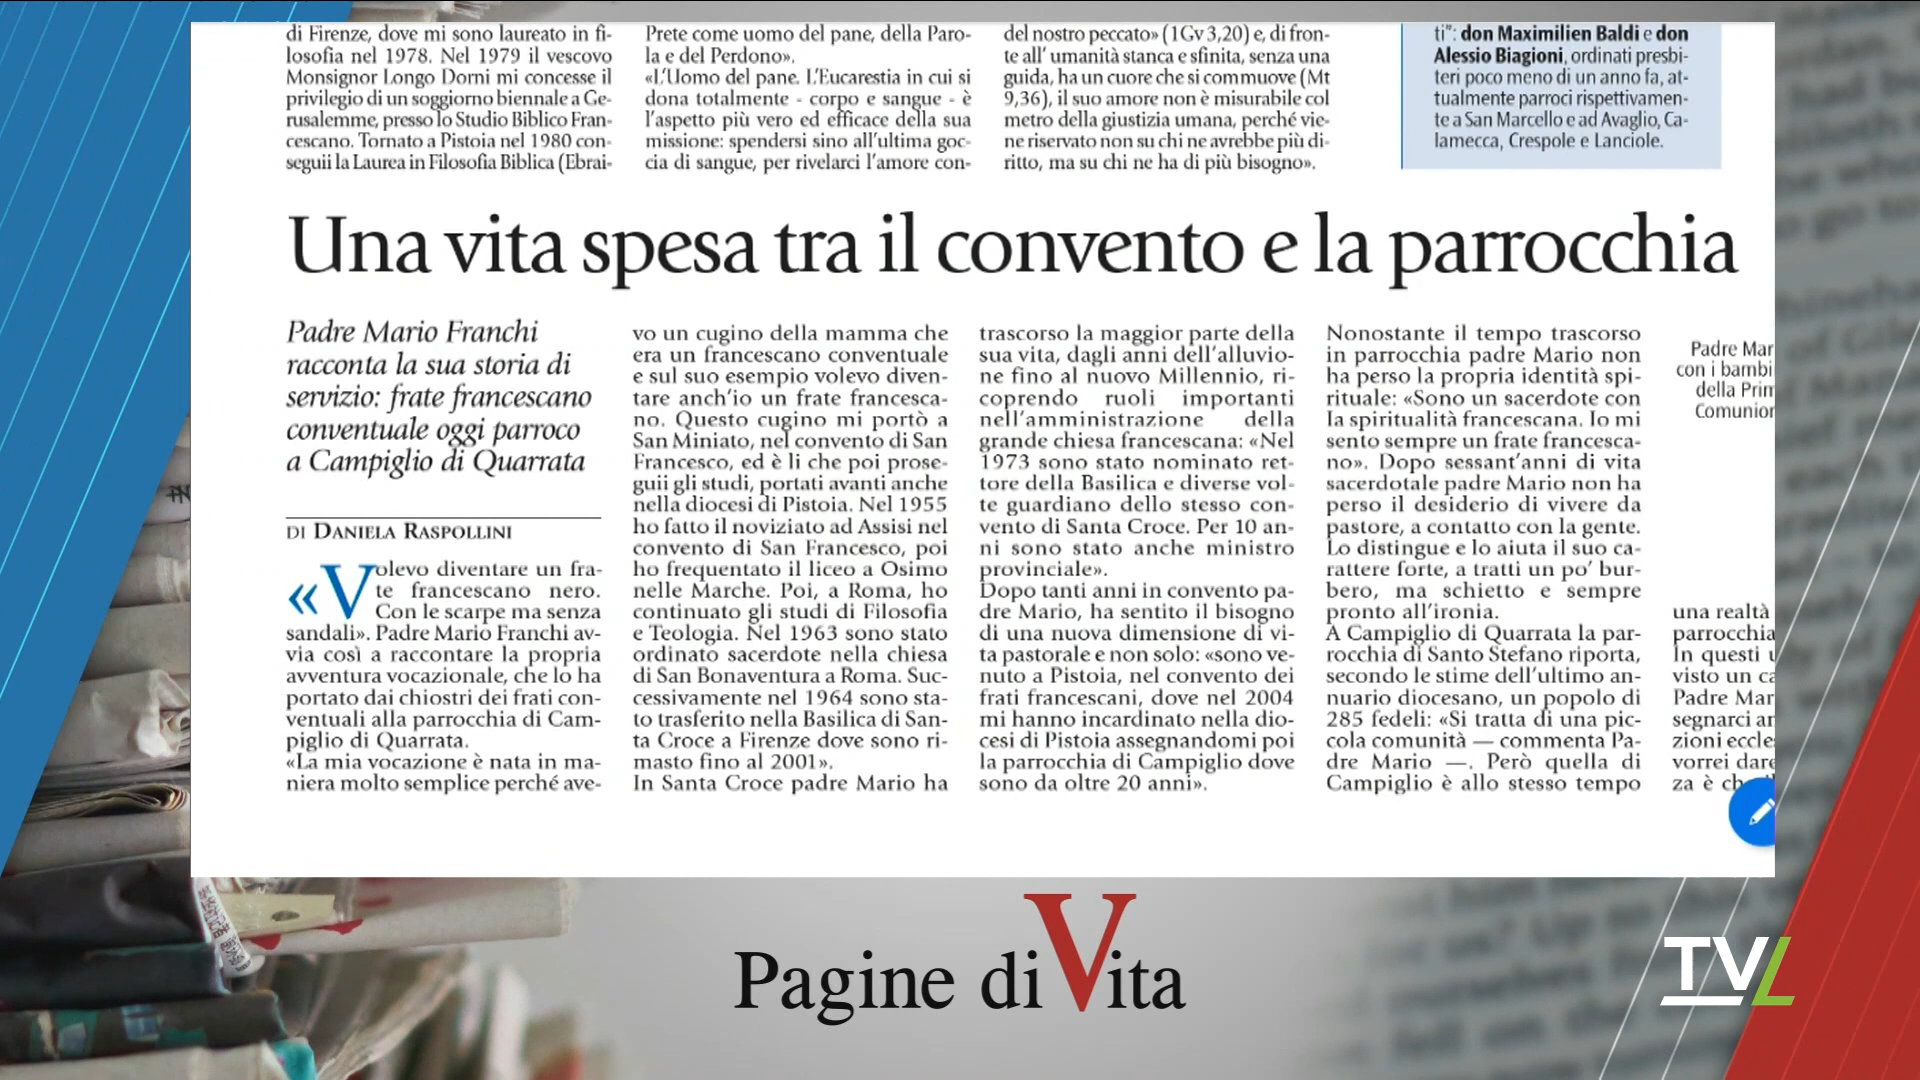 di Firenze, dove mi sono laureato in fi-
losofia nel 1978. Nel 1979 il vescovo
Monsignor Longo Dorni mi concesse il
privilegio di un soggiorno biennale a Ge-
rusalemme, presso lo Studio Biblico Fran-
cescano. Tornato a Pistoia nel 1980 con-
seguii la Laurea in Filosofia Biblica (Ebrai-
Prete come uomo del pane, della Paro-
la e del Perdono».
«L'Uomo del pane. L'Eucarestia in cui si
dona totalmente - corpo e sangue - è
l'aspetto più vero ed efficace della sua
missione: spendersi sino all'ultima goc-
cia di sangue, per rivelarci l'amore con-
del nostro peccato» (1Gv 3,20) e, di fron-
te all' umanità stanca e sfinita, senza una
guida, ha un cuore che si commuove (Mt
9,36), il suo amore non è misurabile col
metro della giustizia umana, perché vie-
ne riservato non su chi ne avrebbe più di-
ritto, ma su chi ne ha di più bisogno».
ti": don Maximilien Baldi e don
Alessio Biagioni, ordinati presbi-
teri poco meno di un anno fa, at-
tualmente parroci rispettivamen-
te a San Marcello e ad Avaglio, Ca-
lamecca, Crespole e Lanciole.
Una vita spesa tra il convento e la parrocchia
Padre Mario Franchi
racconta la sua storia di
servizio: frate francescano
conventuale oggi parroco
a Campiglio di Quarrata
DI DANIELA RASPOLLINI
«Volevo diventare un fra-
te francescano nero.
Con le scarpe ma senza
sandali». Padre Mario Franchi av-
via così a raccontare la propria
avventura vocazionale, che lo ha
portato dai chiostri dei frati con-
ventuali alla parrocchia di Cam-
piglio di Quarrata.
«La mia vocazione è nata in ma-
niera molto semplice perché ave-
vo un cugino della mamma che
era un francescano conventuale
e sul suo esempio volevo diven-
tare anch'io un frate francesca-
no. Questo cugino mi portò a
San Miniato, nel convento di San
Francesco, ed è lì che poi prose-
guii gli studi, portati avanti anche
nella diocesi di Pistoia. Nel 1955
ho fatto il noviziato ad Assisi nel
convento di San Francesco, poi
ho frequentato il liceo a Osimo
nelle Marche. Poi, a Roma, ho
continuato gli studi di Filosofia
e Teologia. Nel 1963 sono stato
ordinato sacerdote nella chiesa
di San Bonaventura a Roma. Suc-
cessivamente nel 1964 sono sta-
to trasferito nella Basilica di San-
ta Croce a Firenze dove sono ri-
masto fino al 2001».
In Santa Croce padre Mario ha
trascorso la maggior parte della
sua vita, dagli anni dell'alluvio-
ne fino al nuovo Millennio, ri-
coprendo ruoli importanti
nell'amministrazione della
grande chiesa francescana: «Nel
1973 sono stato nominato ret-
tore della Basilica e diverse vol-
te guardiano dello stesso con-
vento di Santa Croce. Per 10 an-
ni sono stato anche ministro
provinciale».
Dopo tanti anni in convento pa-
dre Mario, ha sentito il bisogno
di una nuova dimensione di vi-
ta pastorale e non solo: «sono ve-
nuto a Pistoia, nel convento dei
frati francescani, dove nel 2004
mi hanno incardinato nella dio-
cesi di Pistoia assegnandomi poi
la parrocchia di Campiglio dove
sono da oltre 20 anni».
Nonostante il tempo trascorso
in parrocchia padre Mario non
ha perso la propria identità spi-
rituale: «Sono un sacerdote con
la spiritualità francescana. Io mi
sento sempre un frate francesca-
no». Dopo sessant'anni di vita
sacerdotale padre Mario non ha
perso il desiderio di vivere da
pastore, a contatto con la gente.
Lo distingue e lo aiuta il suo ca-
rattere forte, a tratti un po' bur-
bero, ma schietto e sempre
pronto all'ironia.
A Campiglio di Quarrata la par-
rocchia di Santo Stefano riporta,
secondo le stime dell'ultimo an-
nuario diocesano, un popolo di
285 fedeli: «Si tratta di una pic-
cola comunità — commenta Pa-
dre Mario —. Però quella di
Campiglio è allo stesso tempo
Padre Mar
con i bambi
della Prim
Comunion
una realtà
parrocchia
In questi
visto un ca
Padre Mar
segnarci an
zioni eccle
vorrei dare
za è ch
Pagine di Vita
TVL